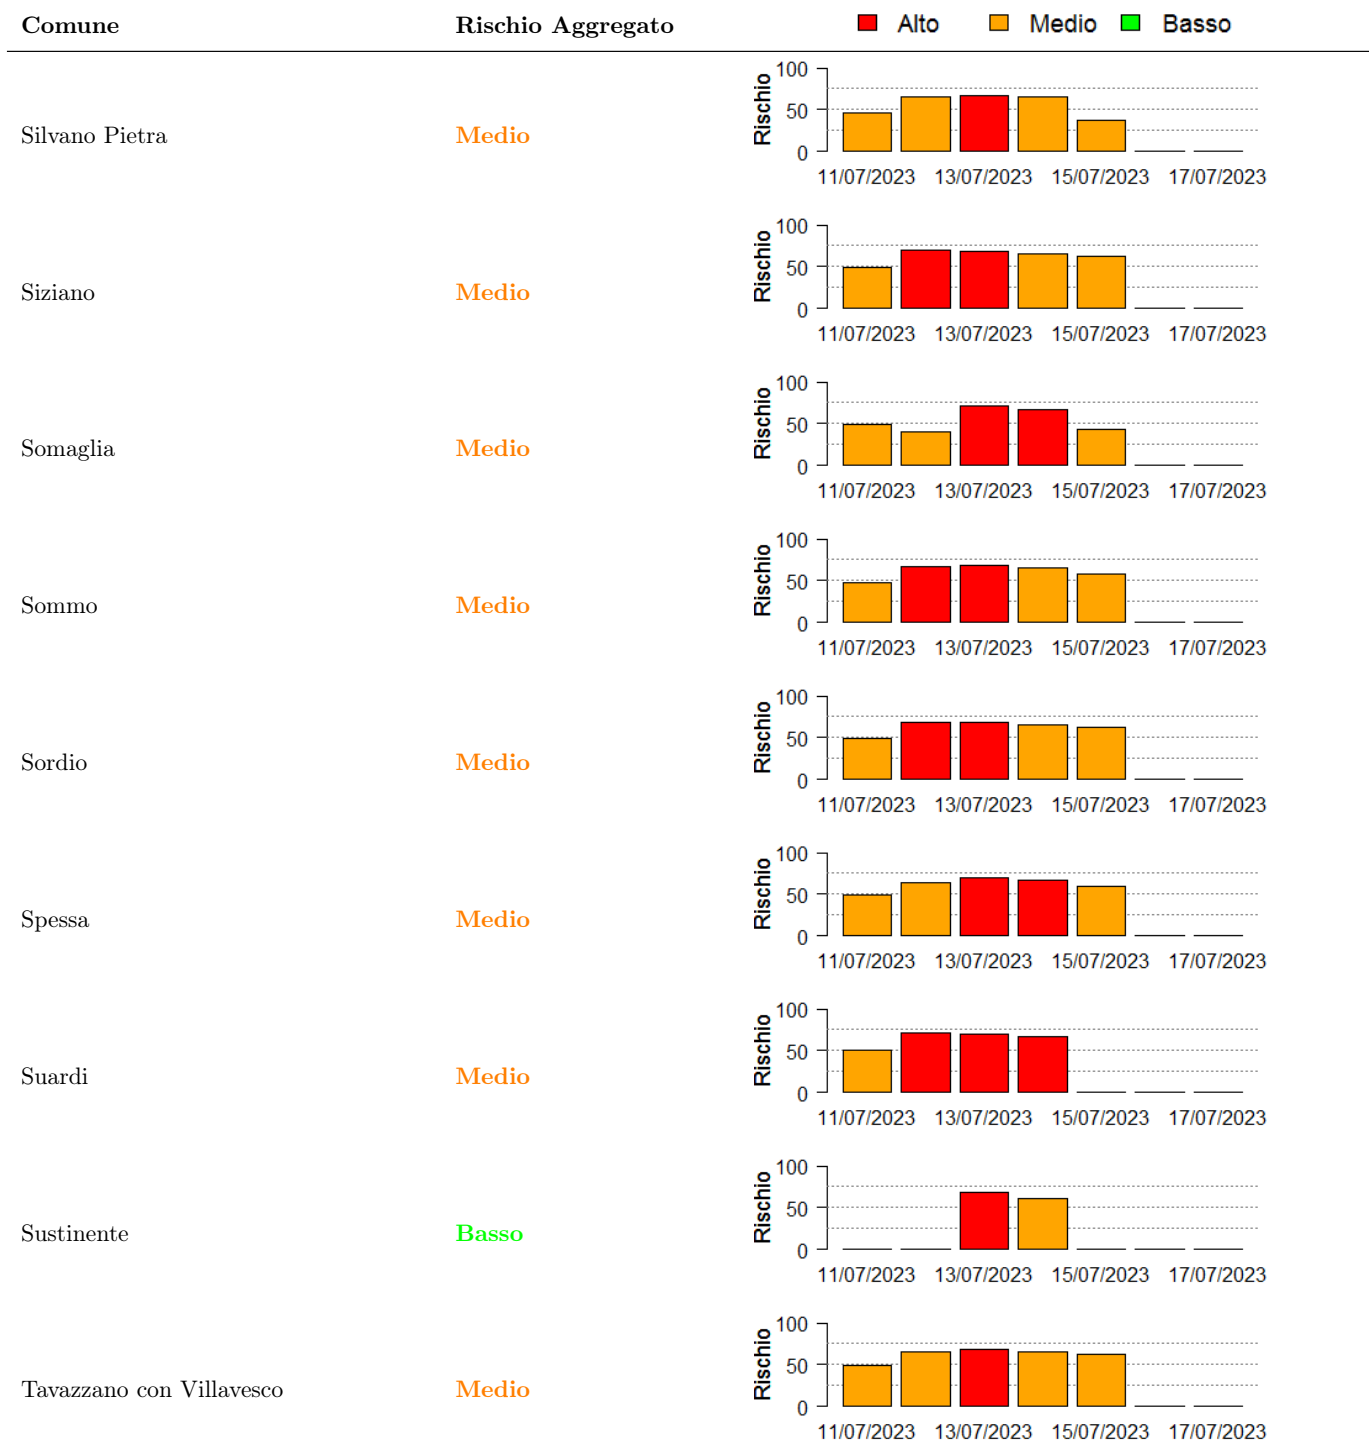 Comune Rischio Aggregato Alto Medio Basso
Silvano Pietra Medio
Rischio
100
50
0
11/07/2023 13/07/2023 15/07/2023 17/07/2023
Siziano Medio
Rischio
100
50
0
11/07/2023 13/07/2023 15/07/2023 17/07/2023
Somaglia Medio
Rischio
100
50
0
11/07/2023 13/07/2023 15/07/2023 17/07/2023
Sommo Medio
Rischio
100
50
0
11/07/2023 13/07/2023 15/07/2023 17/07/2023
Sordio Medio
Rischio
100
50
0
11/07/2023 13/07/2023 15/07/2023 17/07/2023
Spessa Medio
Rischio
100
50
0
11/07/2023 13/07/2023 15/07/2023 17/07/2023
Suardi Medio
Rischio
100
50
0
11/07/2023 13/07/2023 15/07/2023 17/07/2023
Sustinente Basso
Rischio
100
50
0
11/07/2023 13/07/2023 15/07/2023 17/07/2023
Tavazzano con Villavesco Medio
Rischio
100
50
0
11/07/2023 13/07/2023 15/07/2023 17/07/2023